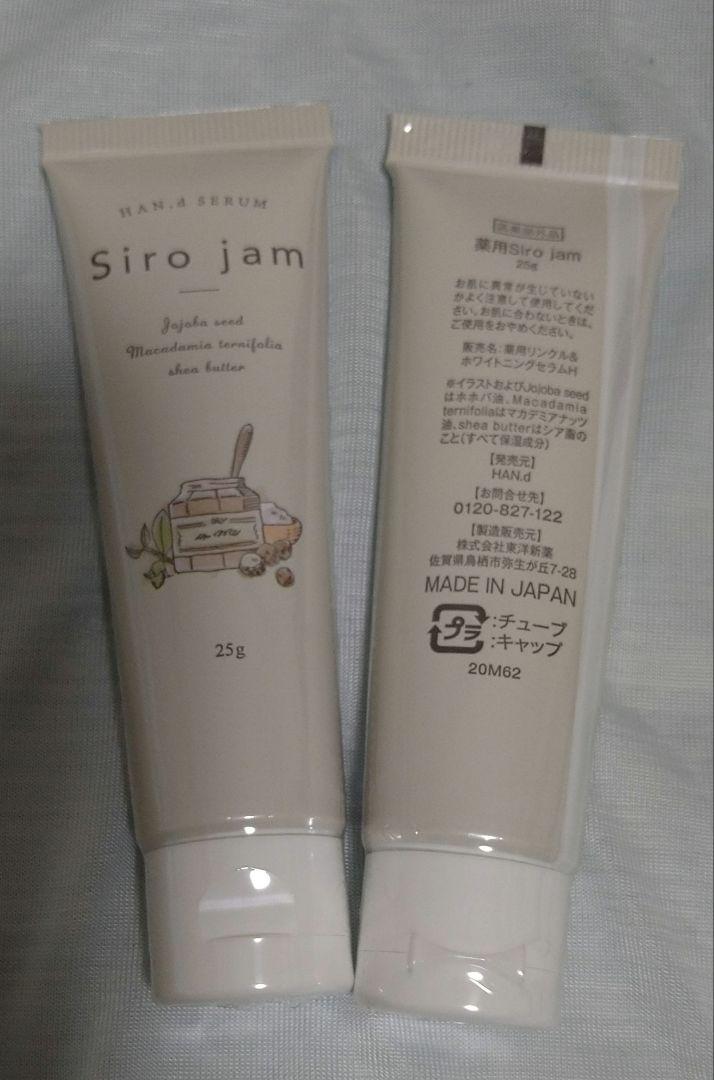 HAN.d SERUM
Siro jam
Jojoba seed
Macadamia ternifolia
shea butter
25g
医薬部外品
薬用Siro jam
25g
お肌に異常が生じていない
かよく注意して使用してくだ
さい。お肌に合わないときは、
ご使用をおやめください。
販売名:薬用リンクル&
ホワイトニングセラムH
※イラストおよびJojoba seed
はホホバ油、Macadamia
ternifoliaはマカデミアナッツ
油、shea butterはシア脂の
こと(すべて保湿成分)
【発売元】
HAN.d
【お問合せ先】
0120-827-122
【製造販売元】
株式会社東洋新薬
佐賀県鳥栖市弥生が丘7-28
MADE IN JAPAN
プラ
:チューブ
:キャップ
20M62